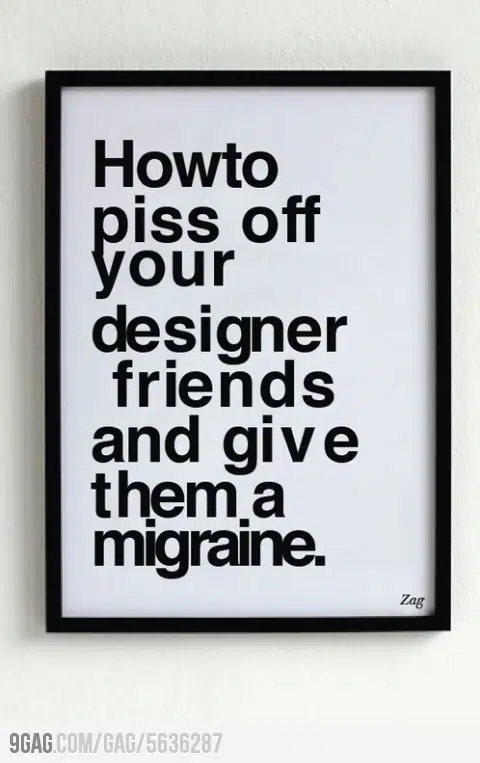 Howto
piss off
your
designer
friends
and give
them a
migraine.
Zag
9GAG.COM/GAG/5636287